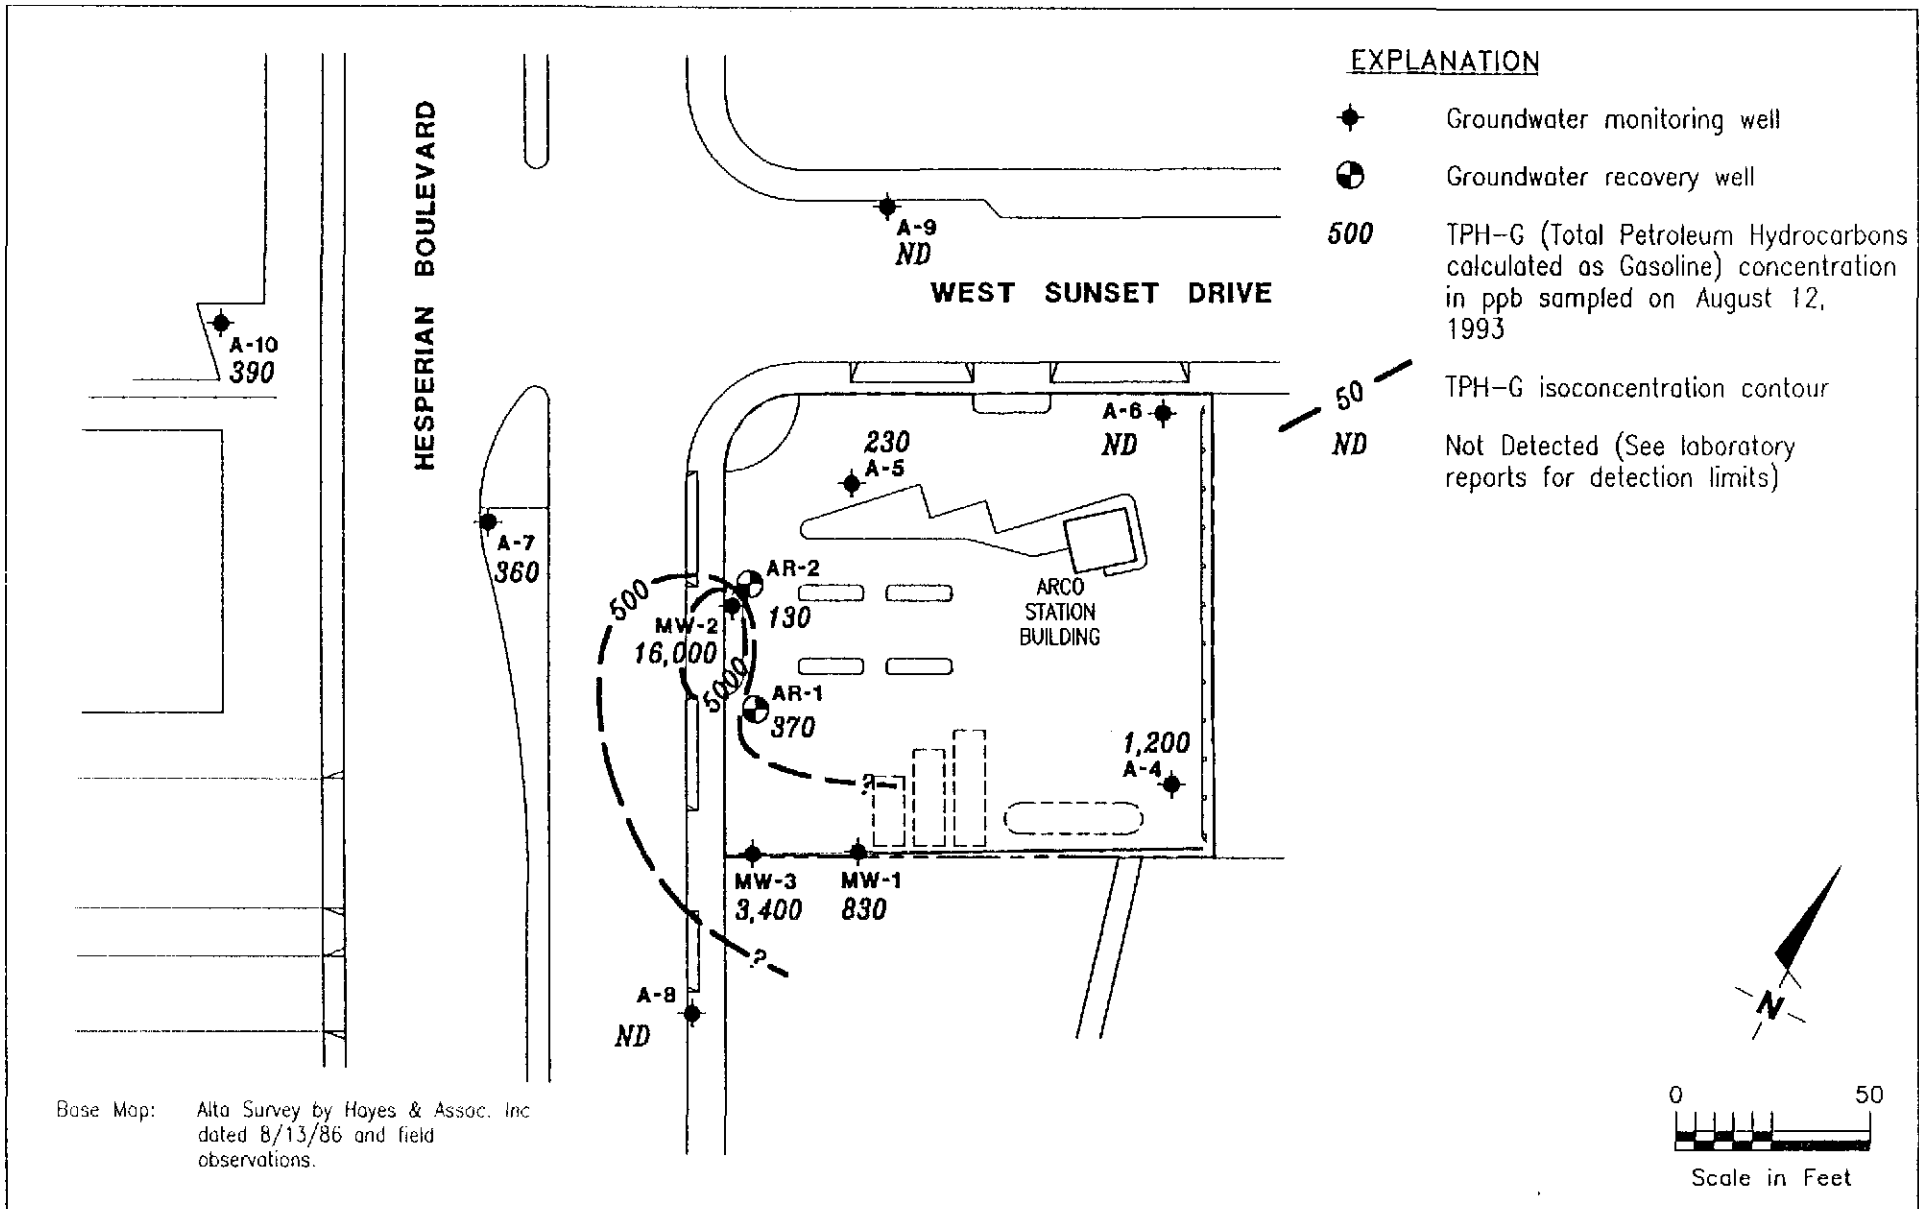 EXPLANATION
Groundwater monitoring well
Groundwater recovery well
500
TPH-G (Total Petroleum Hydrocarbons
calculated as Gasoline) concentration
in ppb sampled on August 12,
1993
50
TPH-G isoconcentration contour
ND
Not Detected (See laboratory
reports for detection limits)
HESPERIAN BOULEVARD
WEST SUNSET DRIVE
A-9
ND
A-10
390
A-6
ND
230
A-5
A-7
360
ARCO
STATION
BUILDING
AR-2
130
500
MW-2
16,000
5000
AR-1
370
?
1,200
A-4
MW-3
3,400
MW-1
830
?
A-8
ND
N
0 50
Scale in Feet
Base Map: Alta Survey by Hayes & Assoc. Inc
dated 8/13/86 and field
observations.